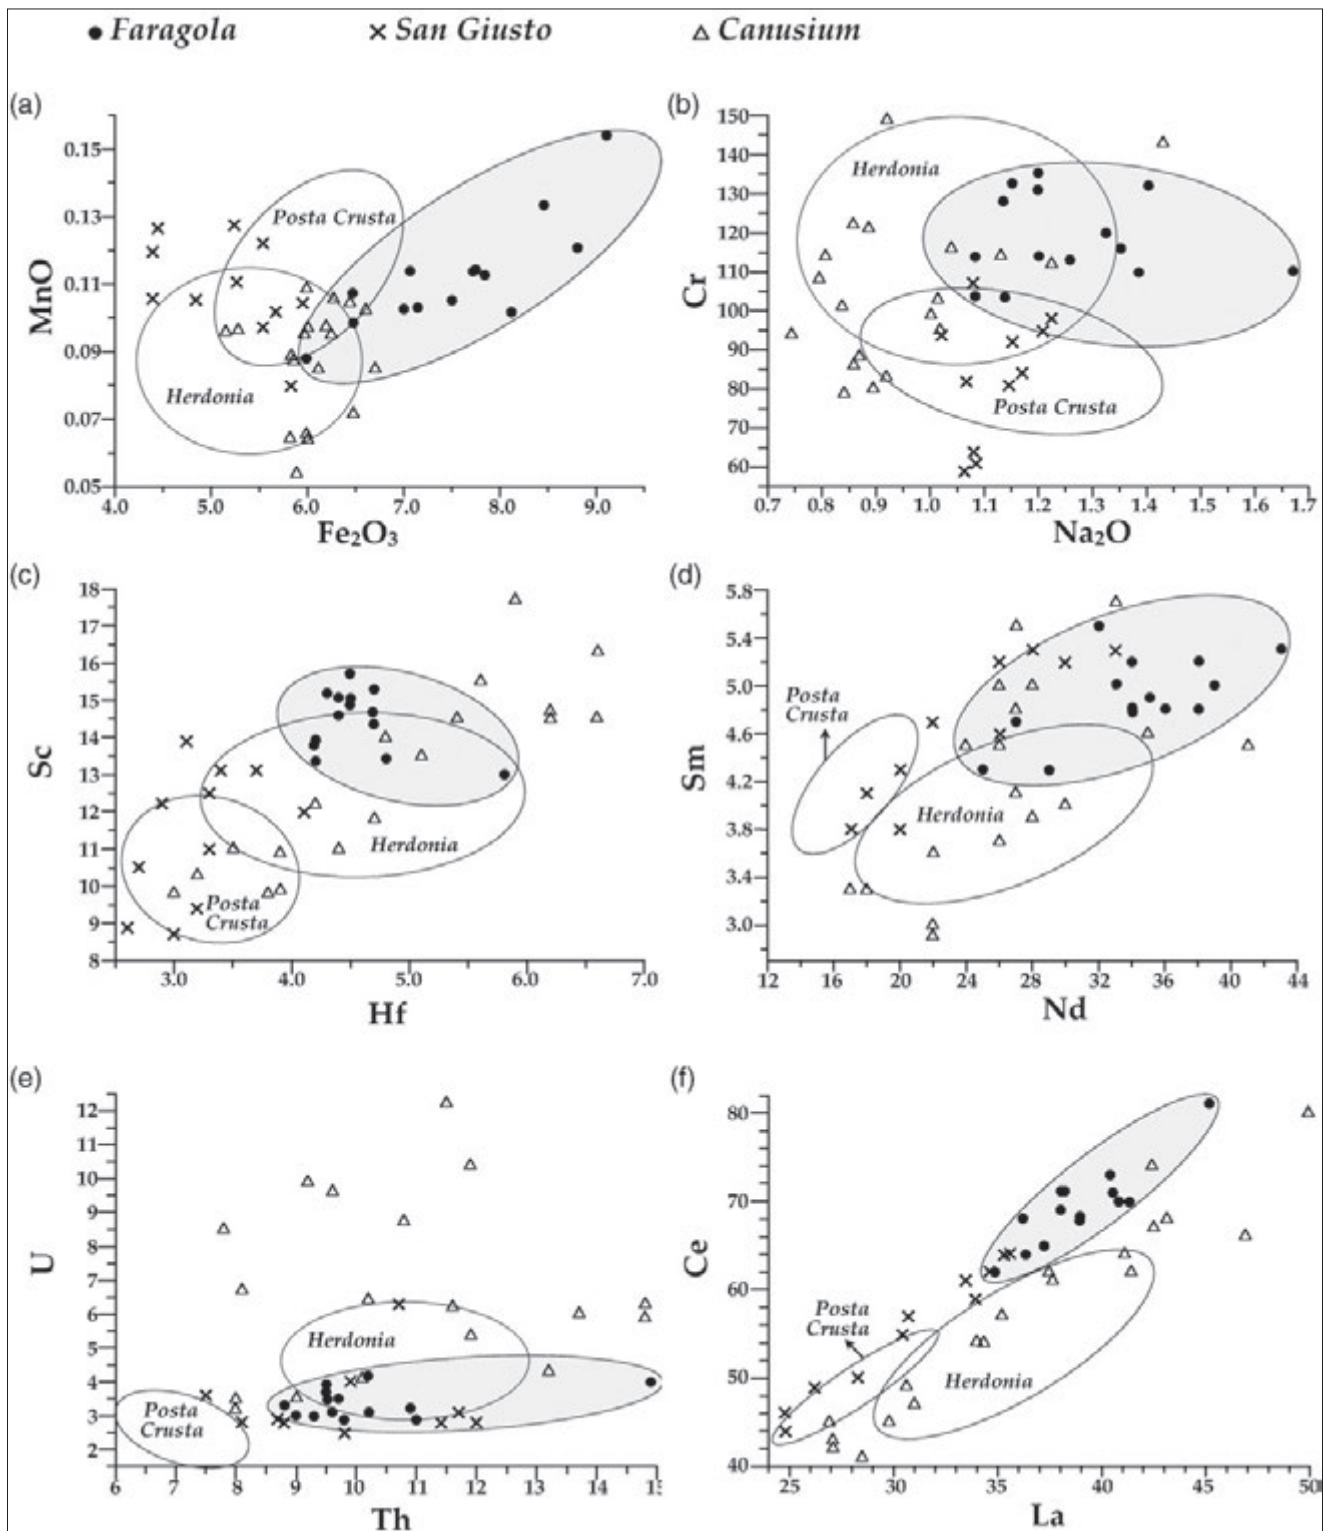 Faragola San Giusto Canusium
(a)
MnO
0.15
0.13
0.11
0.09
0.07
0.05
Posta Crusta
Herdonia
4.0 5.0 6.0 7.0 8.0 9.0
Fe₂O₃
(b)
Cr
150
140
130
120
110
100
90
80
70
60
Herdonia
Posta Crusta
0.7 0.8 0.9 1.0 1.1 1.2 1.3 1.4 1.5 1.6 1.7
Na₂O
(c)
Sc
18
17
16
15
14
13
12
11
10
9
8
Herdonia
Posta
Crusta
3.0 4.0 5.0 6.0 7.0
Hf
(d)
Sm
5.8
5.4
5.0
4.6
4.2
3.8
3.4
3.0
Posta
Crusta
Herdonia
12 16 20 24 28 32 36 40 44
Nd
(e)
U
12
11
10
9
8
7
6
5
4
3
2
Herdonia
Posta
Crusta
6 7 8 9 10 11 12 13 14 15
Th
(f)
Ce
80
70
60
50
40
Posta
Crusta
Herdonia
25 30 35 40 45 50
La